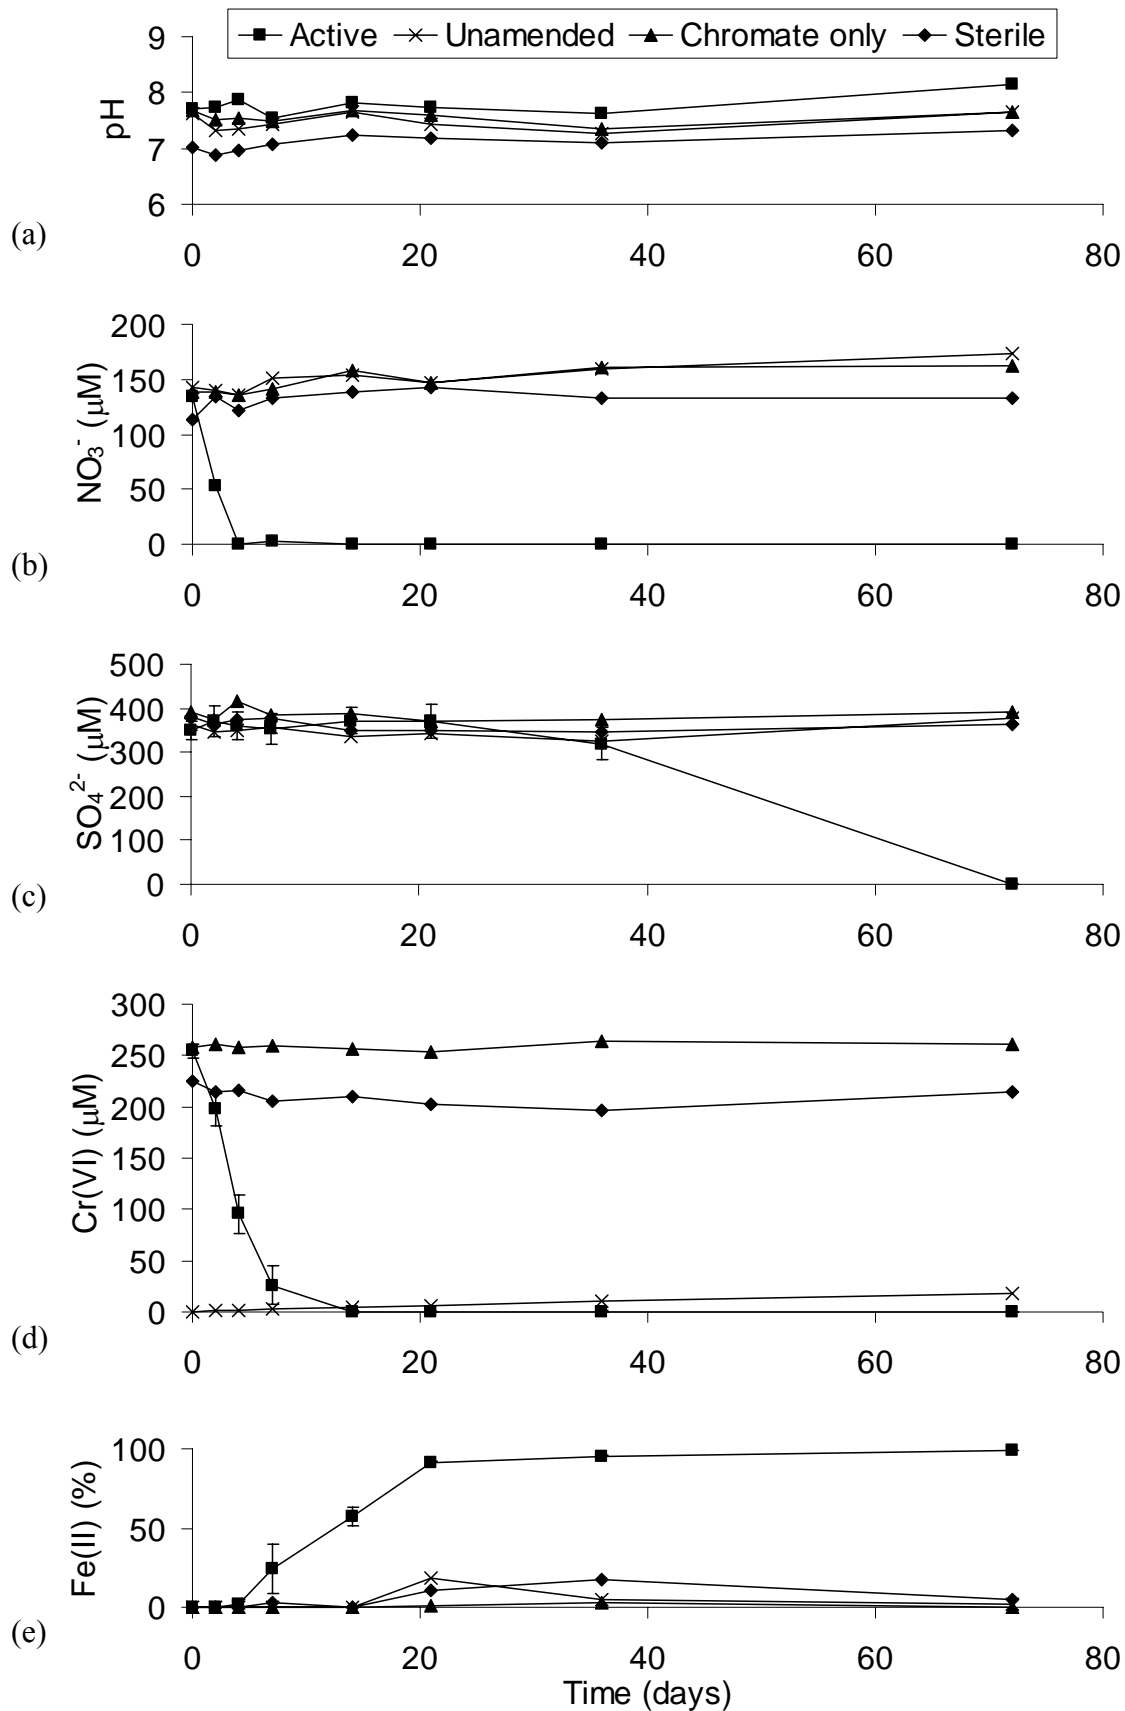 Active Unamended Chromate only Sterile
9
8
7
6
pH
(a)
0 20 40 60 80
200
150
100
50
0
NO3- (μM)
(b)
0 20 40 60 80
500
400
300
200
100
0
SO42- (μM)
(c)
0 20 40 60 80
300
250
200
150
100
50
0
Cr(VI) (μM)
(d)
0 20 40 60 80
100
50
0
Fe(II) (%)
(e)
0 20 40 60 80
Time (days)